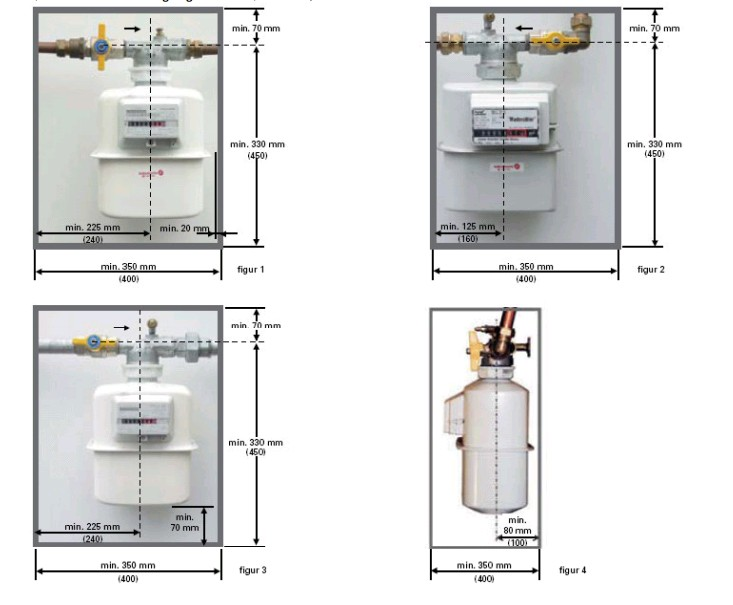 min. 70 mm
min. 330 mm
(450)
min. 225 mm
(240)
min. 20 mm
min. 350 mm
(400)
figur 1
min. 70 mm
min. 330 mm
(450)
min. 125 mm
(160)
min. 350 mm
(400)
figur 2
min. 70 mm
min. 330 mm
(450)
min. 225 mm
(240)
min.
70 mm
min. 350 mm
(400)
figur 3
min.
80 mm
(100)
min. 350 mm
(400)
figur 4